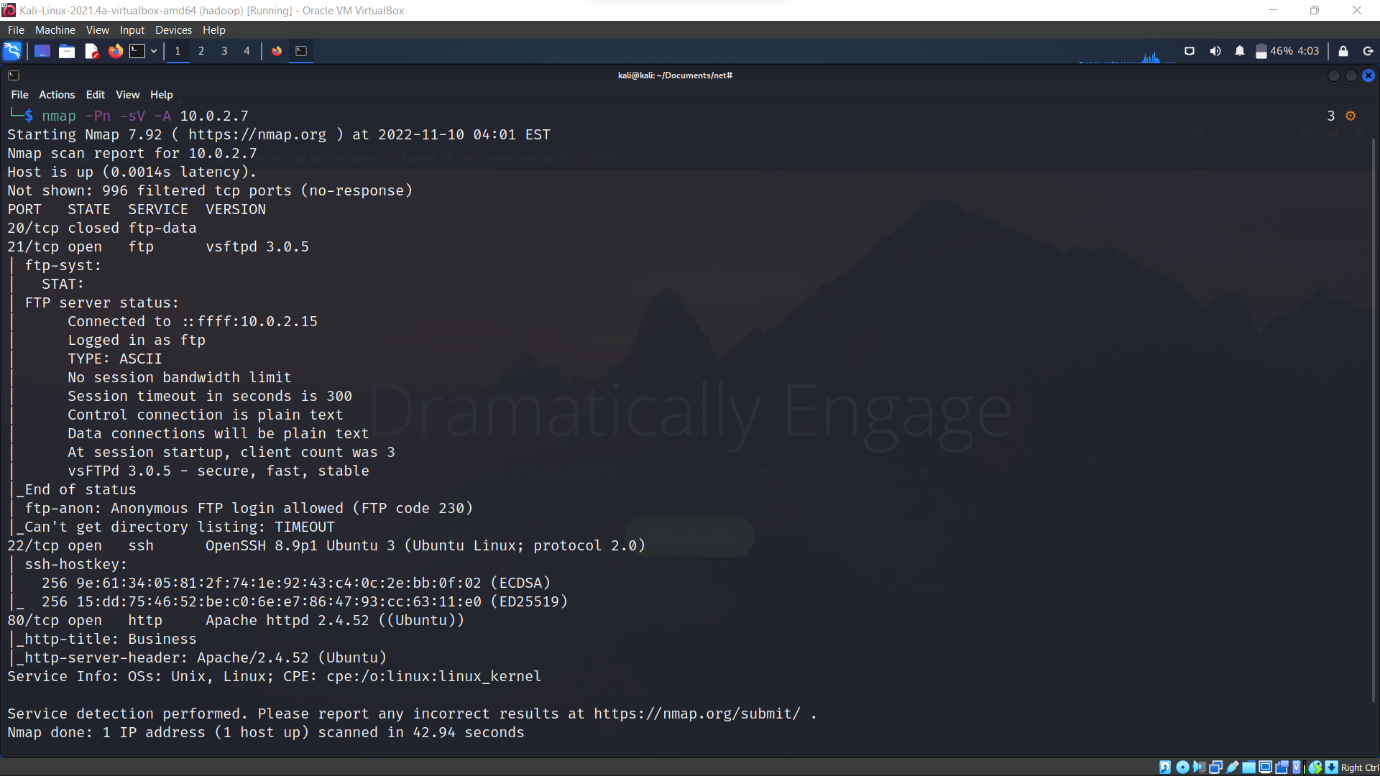 Kali-Linux-2021.4a-virtualbox-amd64 (hadoop) [Running] - Oracle VM VirtualBox
File Machine View Input Devices Help
1 2 3 4 46% 4:03
kali@kali: ~/Documents/net#
File Actions Edit View Help
└─$ nmap -Pn -sV -A 10.0.2.7 3
Starting Nmap 7.92 ( https://nmap.org ) at 2022-11-10 04:01 EST
Nmap scan report for 10.0.2.7
Host is up (0.0014s latency).
Not shown: 996 filtered tcp ports (no-response)
PORT STATE SERVICE VERSION
20/tcp closed ftp-data
21/tcp open ftp vsftpd 3.0.5
| ftp-syst:
| STAT:
| FTP server status:
| Connected to ::ffff:10.0.2.15
| Logged in as ftp
| TYPE: ASCII
| No session bandwidth limit
| Session timeout in seconds is 300
| Control connection is plain text
| Data connections will be plain text
| At session startup, client count was 3
| vsFTPd 3.0.5 - secure, fast, stable
|_End of status
| ftp-anon: Anonymous FTP login allowed (FTP code 230)
|_Can't get directory listing: TIMEOUT
22/tcp open ssh OpenSSH 8.9p1 Ubuntu 3 (Ubuntu Linux; protocol 2.0)
| ssh-hostkey:
| 256 9e:61:34:05:81:2f:74:1e:92:43:c4:0c:2e:bb:0f:02 (ECDSA)
|_ 256 15:dd:75:46:52:be:c0:6e:e7:86:47:93:cc:63:11:e0 (ED25519)
80/tcp open http Apache httpd 2.4.52 ((Ubuntu))
|_http-title: Business
|_http-server-header: Apache/2.4.52 (Ubuntu)
Service Info: OSs: Unix, Linux; CPE: cpe:/o:linux:linux_kernel
Service detection performed. Please report any incorrect results at https://nmap.org/submit/ .
Nmap done: 1 IP address (1 host up) scanned in 42.94 seconds
Dramatically Engage
Right Ctrl